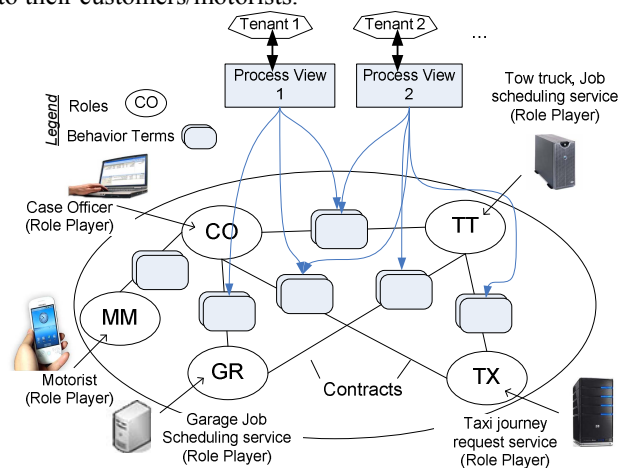 to their customers/motorists.
Tenant 1
Tenant 2
...
Process View
1
Process View
2
Legend
Roles
CO
Behavior Terms
Tow truck, Job
scheduling service
(Role Player)
Case Officer
(Role Player)
CO
TT
MM
GR
TX
Motorist
(Role Player)
Contracts
Garage Job
Scheduling service
(Role Player)
Taxi journey
request service
(Role Player)